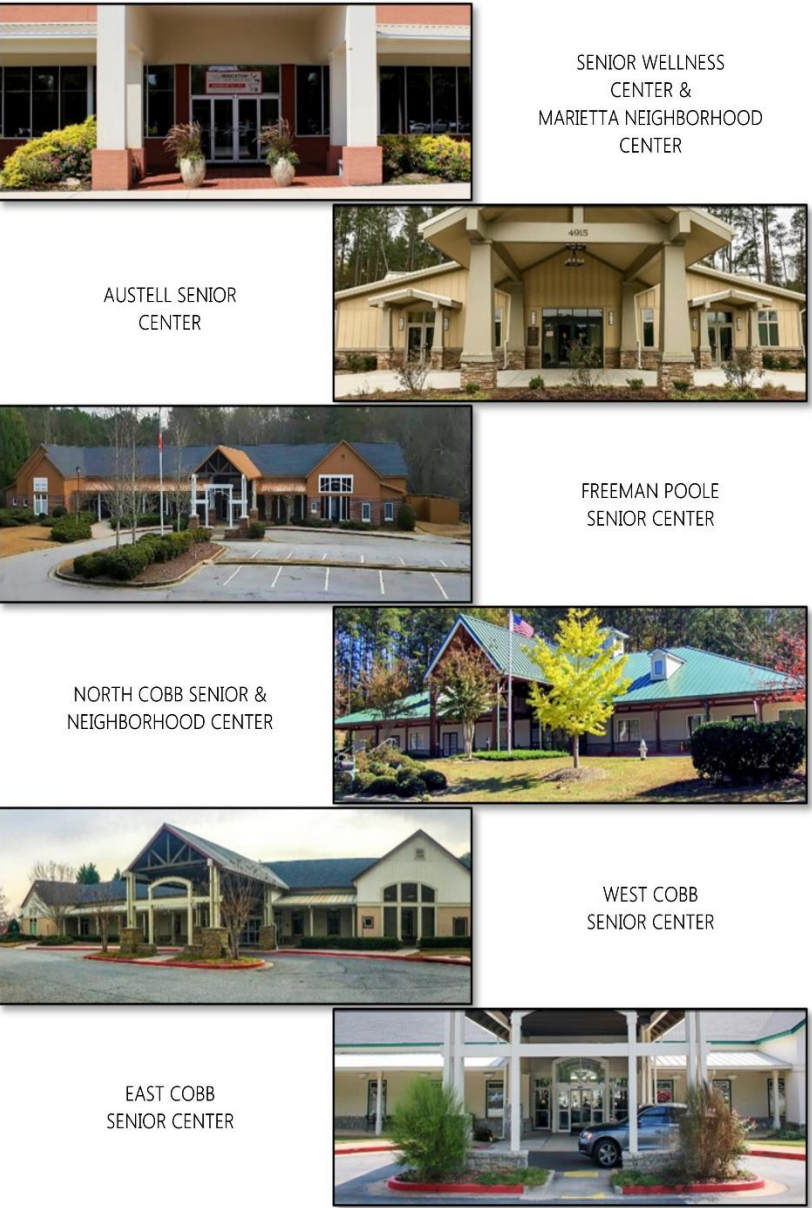 SENIOR WELLNESS
CENTER &
MARIETTA NEIGHBORHOOD
CENTER
4915
AUSTELL SENIOR
CENTER
FREEMAN POOLE
SENIOR CENTER
NORTH COBB SENIOR &
NEIGHBORHOOD CENTER
WEST COBB
SENIOR CENTER
EAST COBB
SENIOR CENTER